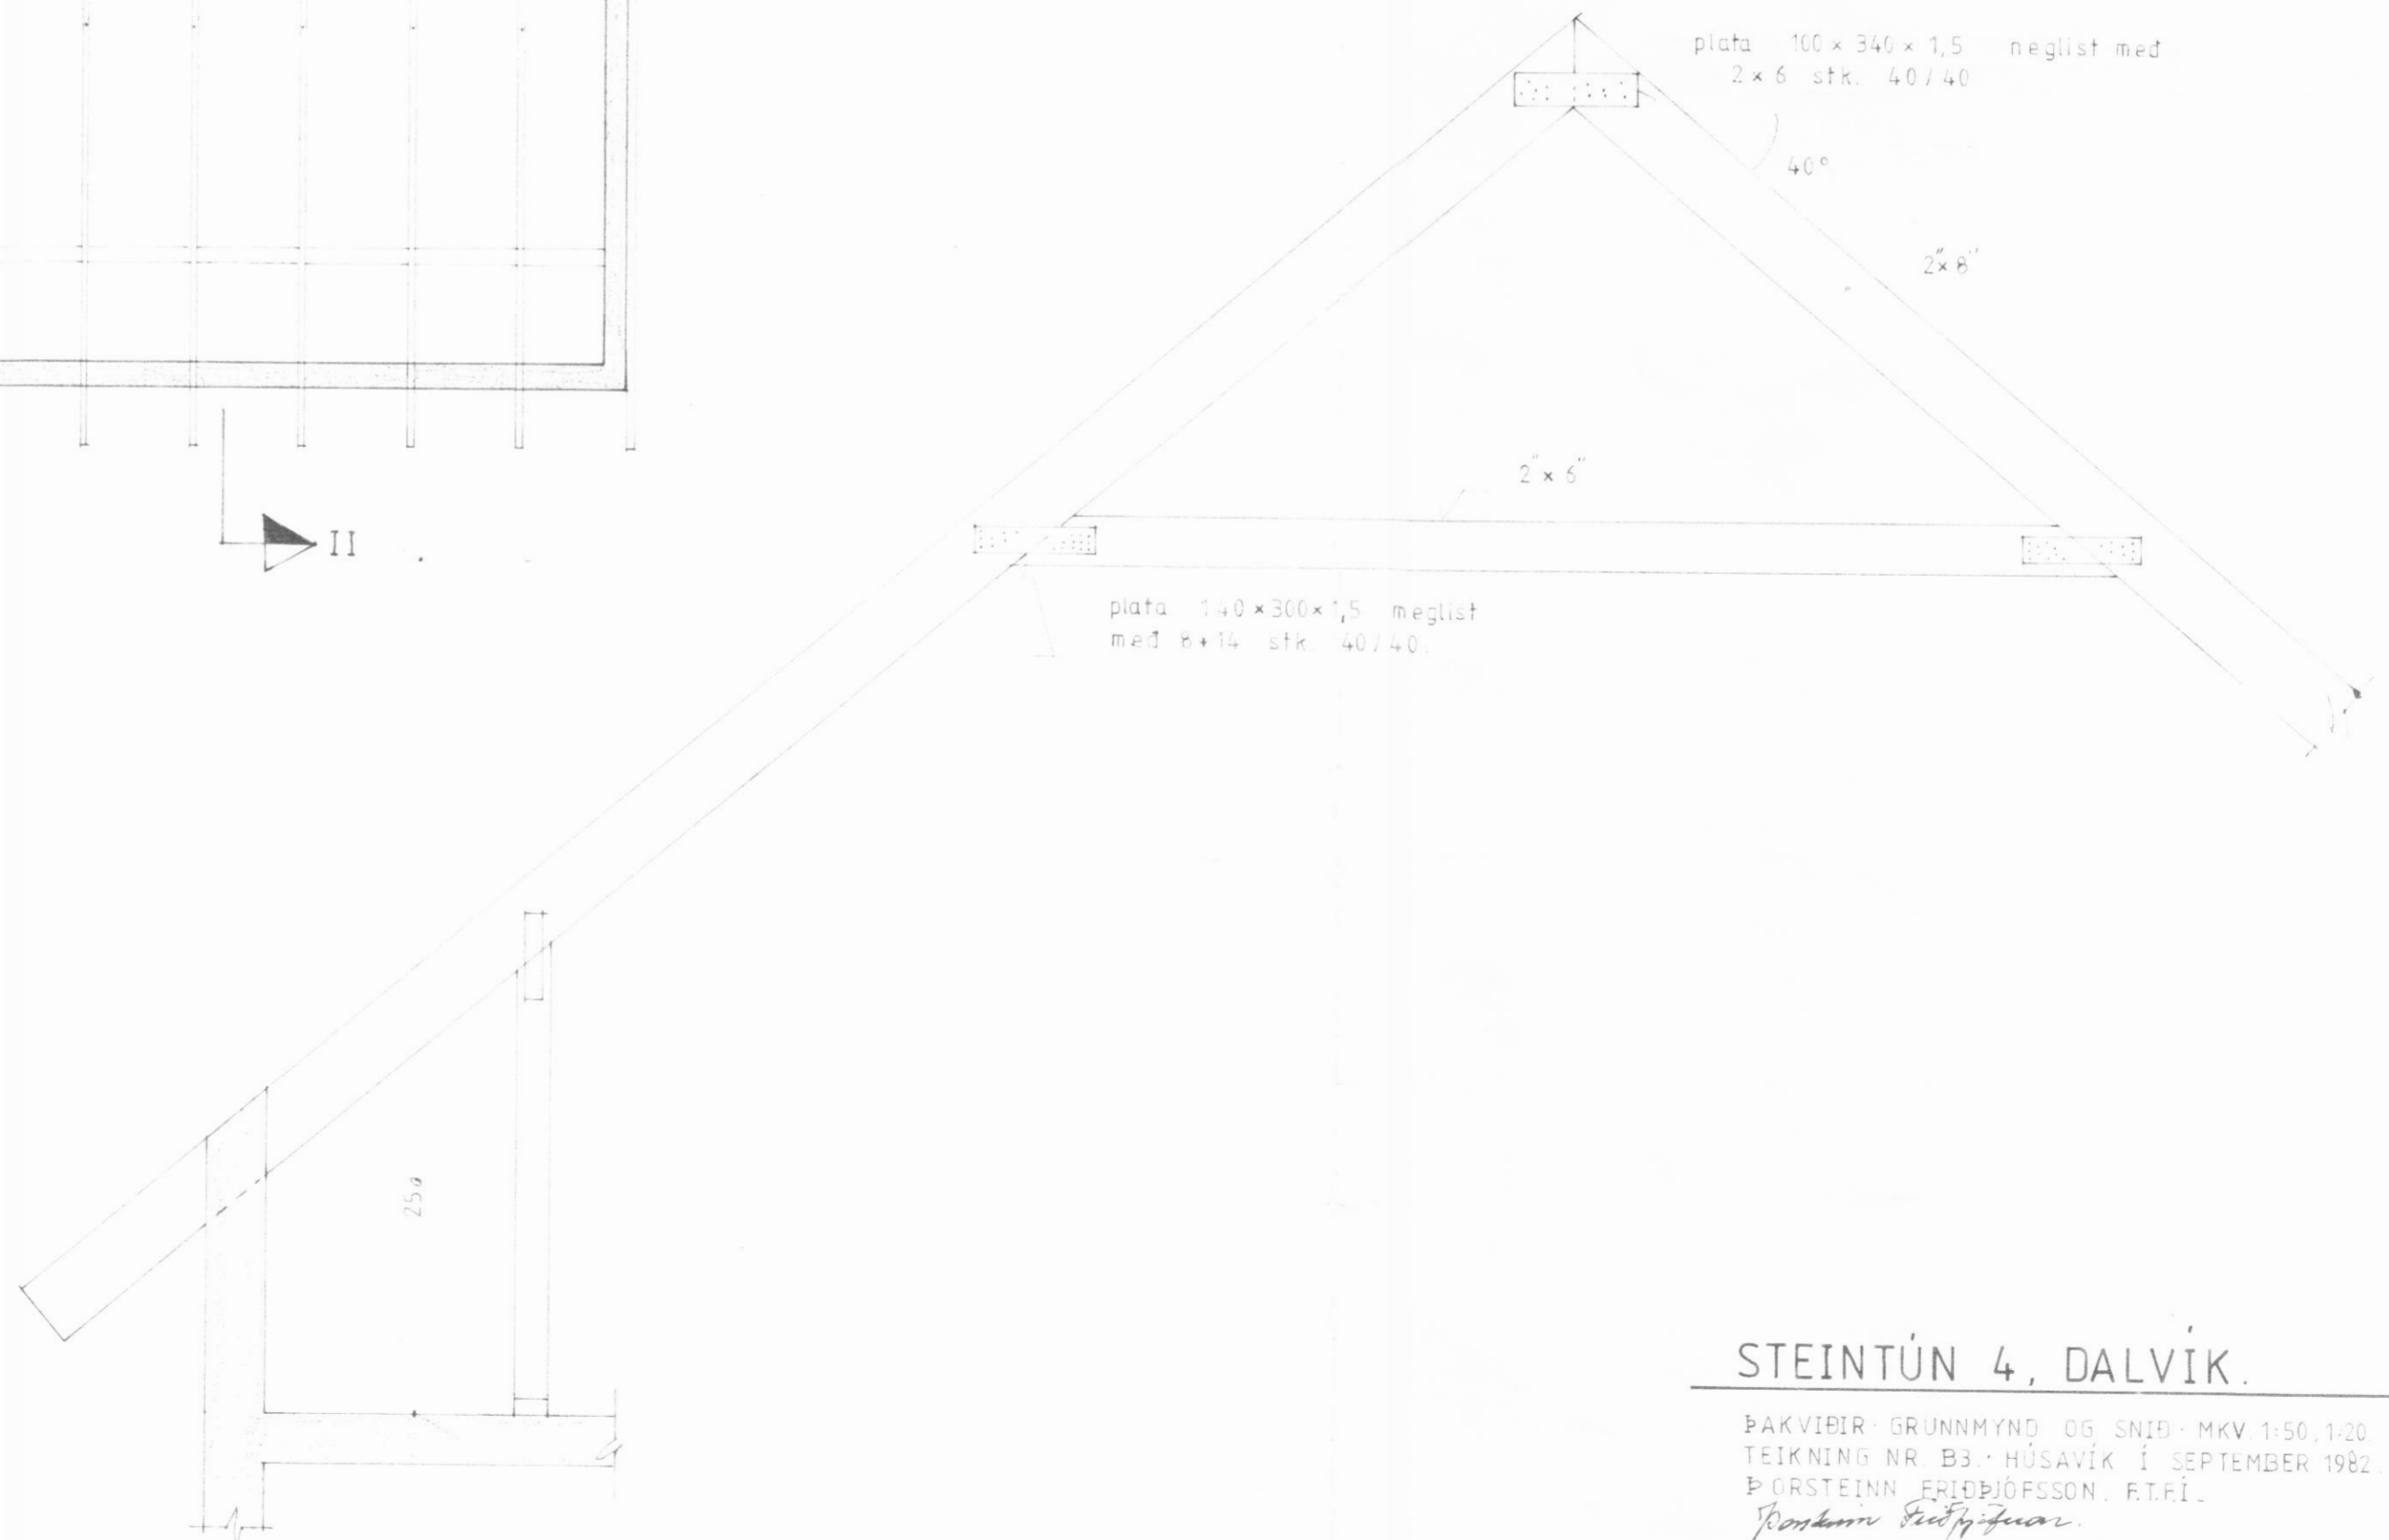 plata 100 × 340 × 1,5 neglist með
2 × 6 stk. 40 / 40
40°
2" × 8"
2" × 6"
II
plata 140 × 300 × 1,5 meglist
með 8 + 14 stk. 40 / 40.
250
STEINTÚN 4, DALVÍK.
ÞAKVIÐIR · GRUNNMYND OG SNIÐ · MKV. 1:50, 1:20.
TEIKNING NR. B3. · HÚSAVÍK Í SEPTEMBER 1982.
ÞORSTEINN FRIÐÞJÓFSSON. F.T.F.Í.